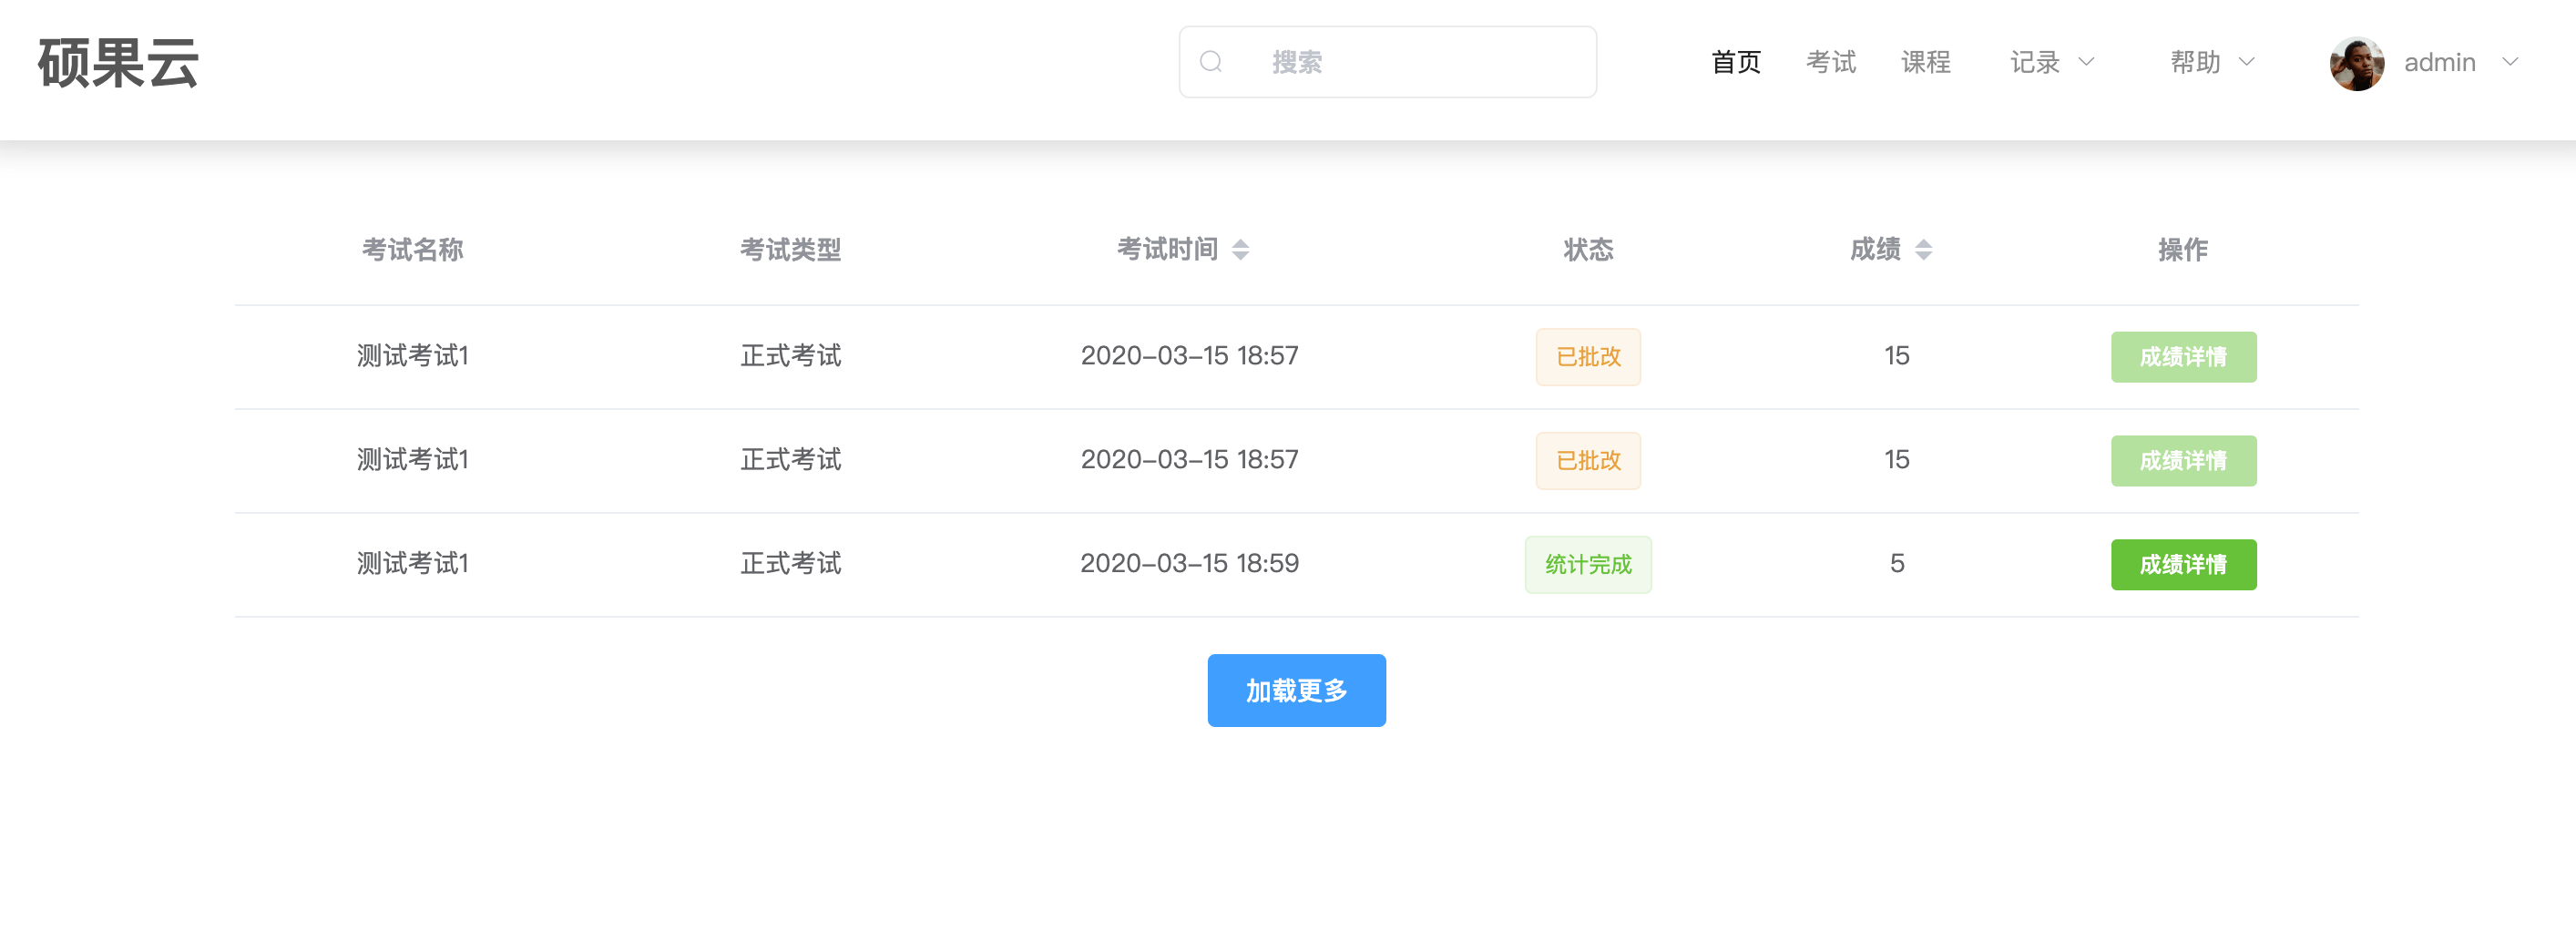 硕果云 搜索 首页 考试 课程 记录 帮助 admin
考试名称 考试类型 考试时间 状态 成绩 操作
测试考试1 正式考试 2020-03-15 18:57 已批改 15 成绩详情
测试考试1 正式考试 2020-03-15 18:57 已批改 15 成绩详情
测试考试1 正式考试 2020-03-15 18:59 统计完成 5 成绩详情
加载更多